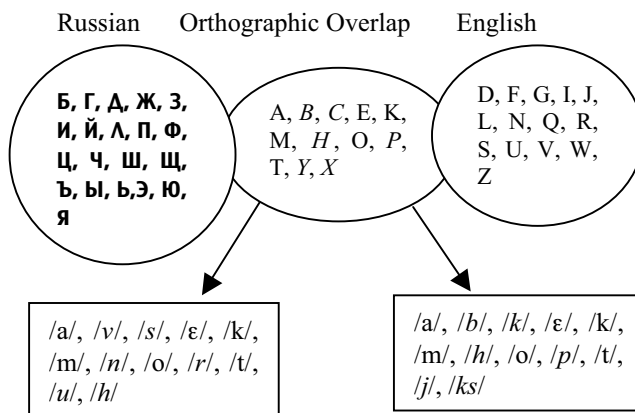 Russian Orthographic Overlap English
Б, Г, Д, Ж, З,
И, Й, Л, П, Ф,
Ц, Ч, Ш, Щ,
Ъ, Ы, Ь,Э, Ю,
Я
A, B, C, E, K,
M, H, O, P,
T, Y, X
D, F, G, I, J,
L, N, Q, R,
S, U, V, W,
Z
/a/, /v/, /s/, /ɛ/, /k/,
/m/, /n/, /o/, /r/, /t/,
/u/, /h/
/a/, /b/, /k/, /ɛ/, /k/,
/m/, /h/, /o/, /p/, /t/,
/j/, /ks/